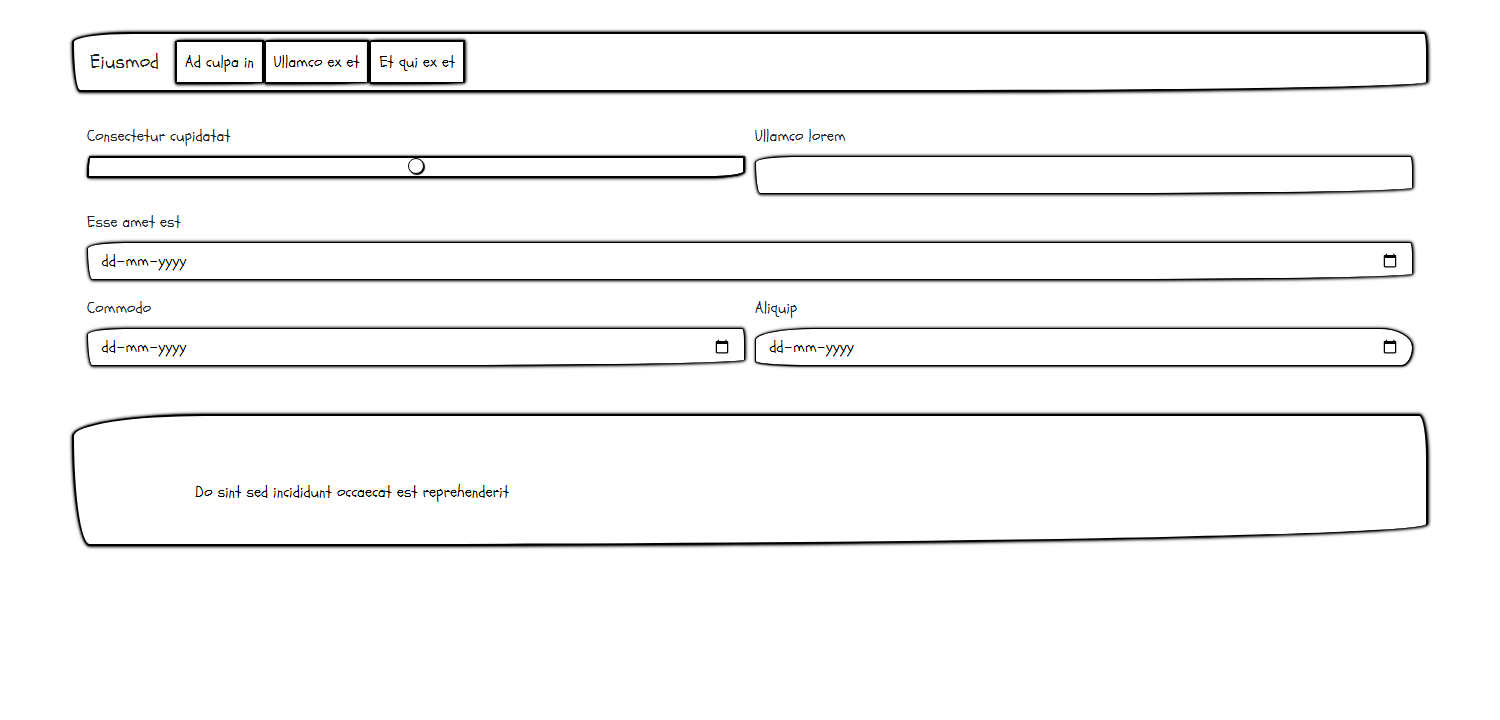 Eiusmod Ad culpa in Ullamco ex et Et qui ex et
Consectetur cupidatat Ullamco lorem
Esse amet est
dd-mm-yyyy
Commodo Aliquip
dd-mm-yyyy dd-mm-yyyy
Do sint sed incididunt occaecat est reprehenderit